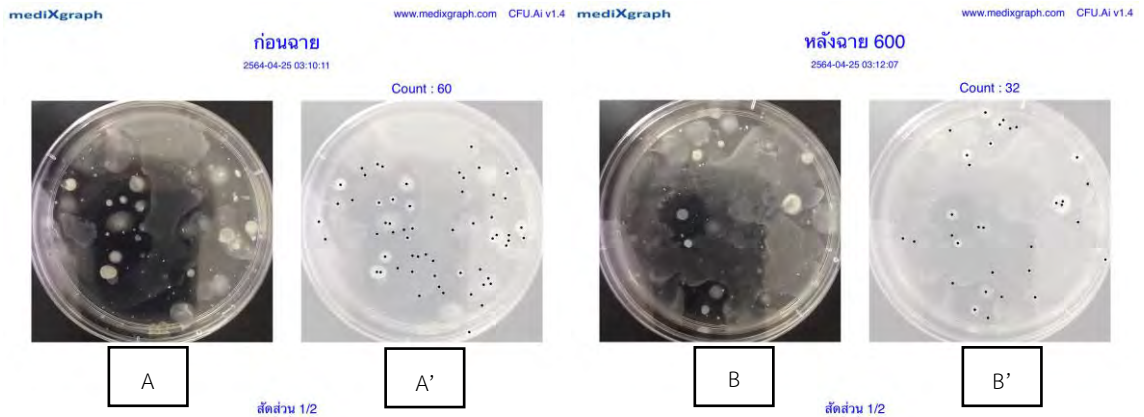 mediXgraph
www.medixgraph.com CFU.Ai v1.4
ก่อนฉาย
2564-04-25 03:10:11
Count : 60
A
A’
สัดส่วน 1/2
mediXgraph
www.medixgraph.com CFU.Ai v1.4
หลังฉาย 600
2564-04-25 03:12:07
Count : 32
B
B’
สัดส่วน 1/2